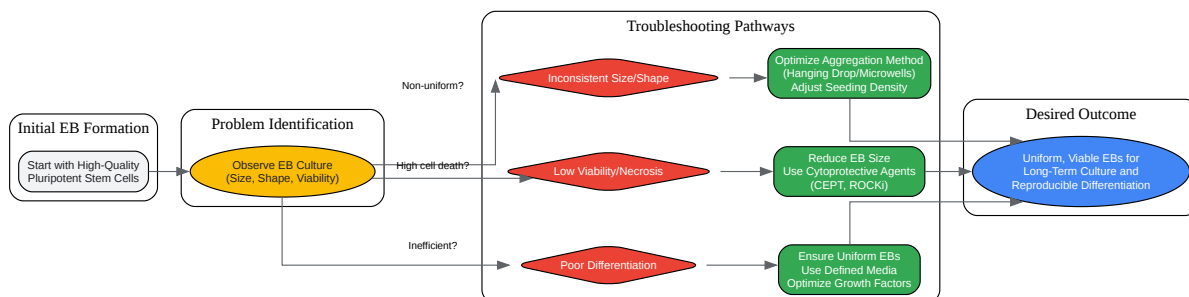 Initial EB Formation
Start with High-Quality
Pluripotent Stem Cells
Problem Identification
Observe EB Culture
(Size, Shape, Viability)
Non-uniform?
High cell death?
Inefficient?
Troubleshooting Pathways
Inconsistent Size/Shape
Optimize Aggregation Method
(Hanging Drop/Microwells)
Adjust Seeding Density
Low Viability/Necrosis
Reduce EB Size
Use Cytoprotective Agents
(CEPT, ROCKi)
Poor Differentiation
Ensure Uniform EBs
Use Defined Media
Optimize Growth Factors
Desired Outcome
Uniform, Viable EBs for
Long-Term Culture and
Reproducible Differentiation